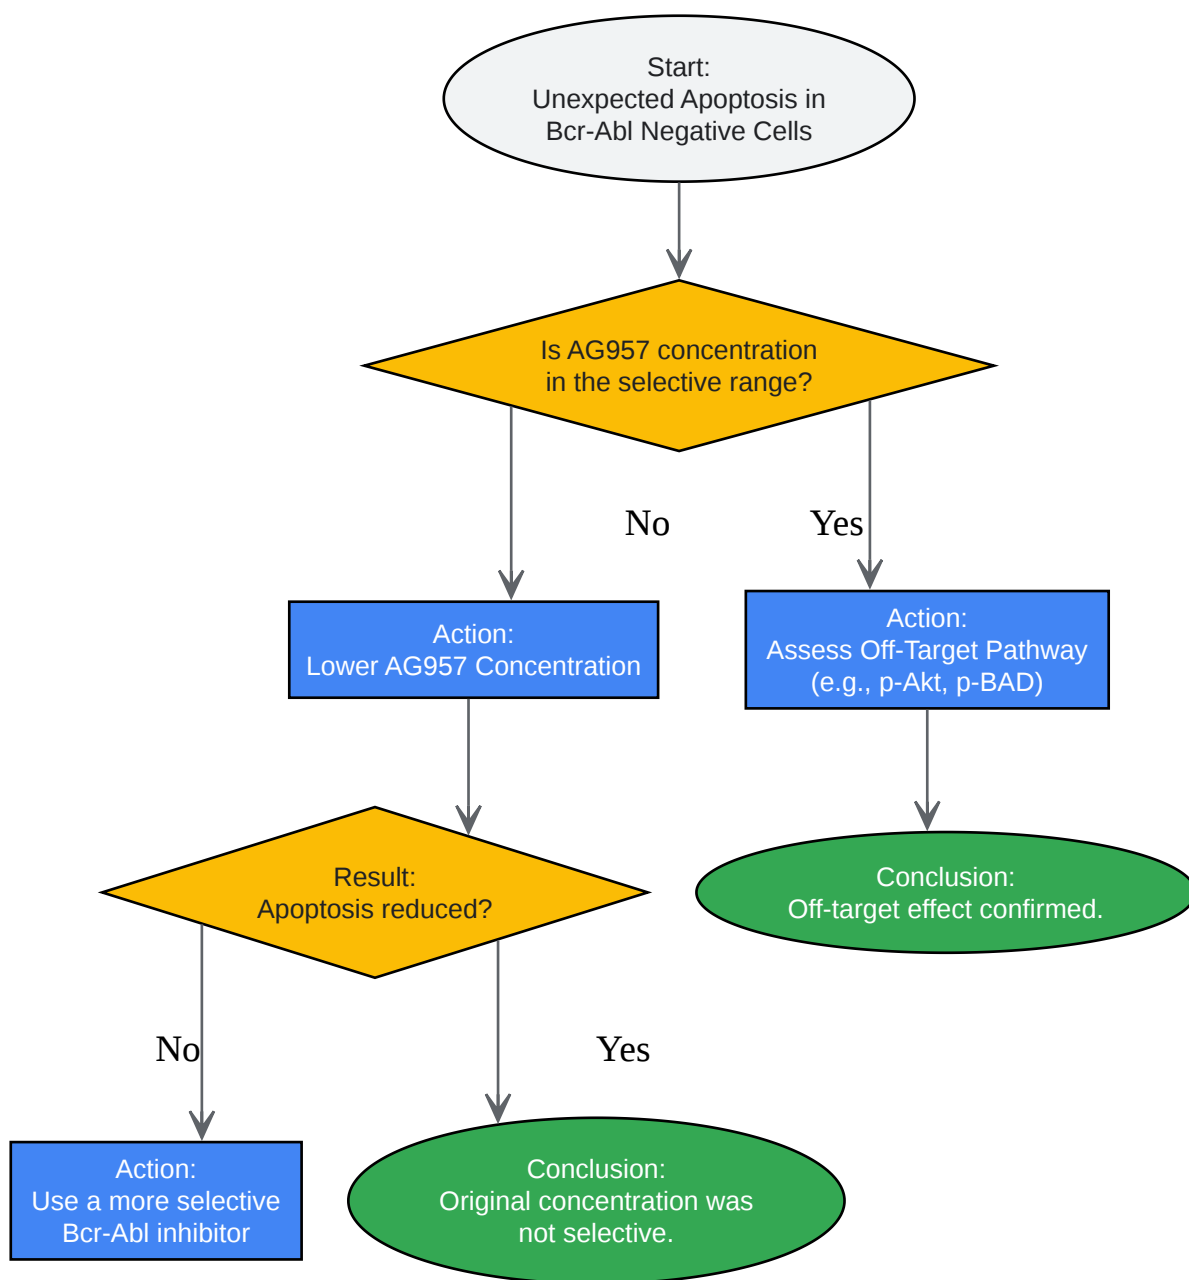 Start:
Unexpected Apoptosis in
Bcr-Abl Negative Cells
Is AG957 concentration
in the selective range?
No
Yes
Action:
Lower AG957 Concentration
Action:
Assess Off-Target Pathway
(e.g., p-Akt, p-BAD)
Result:
Apoptosis reduced?
Conclusion:
Off-target effect confirmed.
No
Yes
Action:
Use a more selective
Bcr-Abl inhibitor
Conclusion:
Original concentration was
not selective.